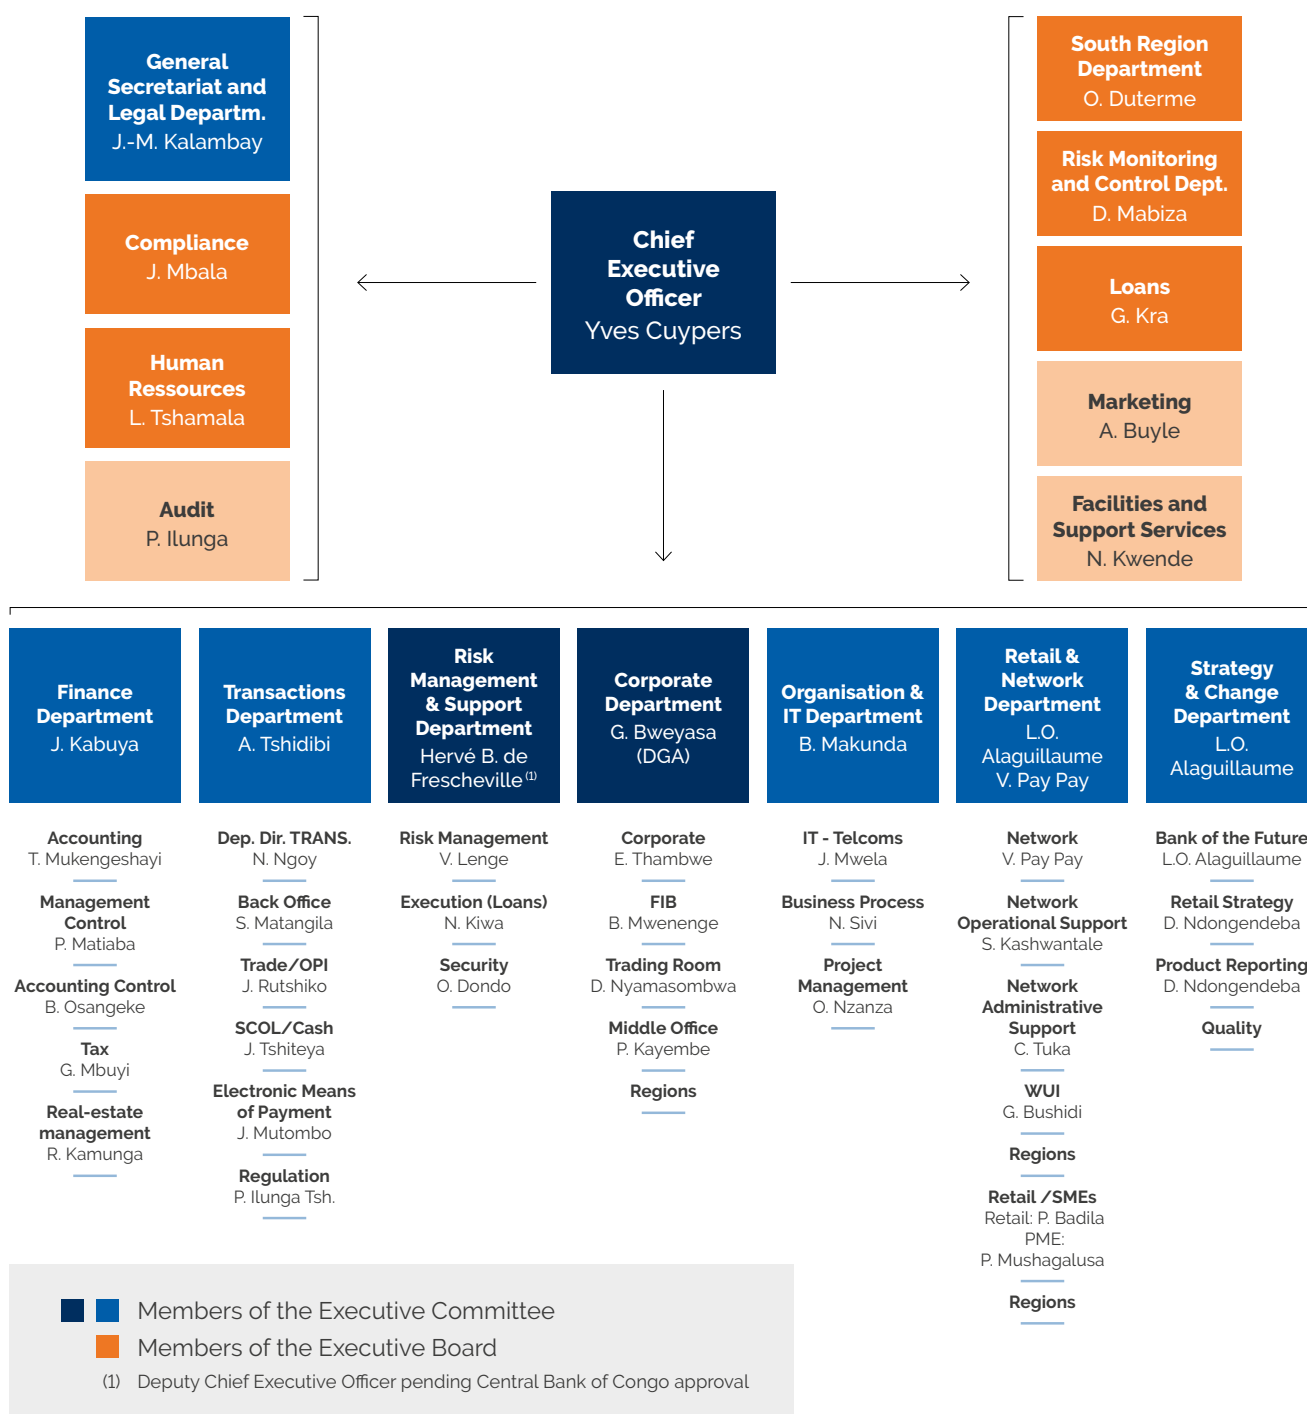 General
Secretariat and
Legal Departm.
J.-M. Kalambay
Compliance
J. Mbala
Human
Ressources
L. Tshamala
Audit
P. Ilunga
Chief
Executive
Officer
Yves Cuypers
South Region
Department
O. Duterme
Risk Monitoring
and Control Dept.
D. Mabiza
Loans
G. Kra
Marketing
A. Buyle
Facilities and
Support Services
N. Kwende
Finance
Department
J. Kabuya
Accounting
T. Mukengeshayi
Management
Control
P. Matiaba
Accounting Control
B. Osangeke
Tax
G. Mbuyi
Real-estate
management
R. Kamunga
Transactions
Department
A. Tshidibi
Dep. Dir. TRANS.
N. Ngoy
Back Office
S. Matangila
Trade/OPI
J. Rutshiko
SCOL/Cash
J. Tshiteya
Electronic Means
of Payment
J. Mutombo
Regulation
P. Ilunga Tsh.
Risk
Management
& Support
Department
Hervé B. de
Frescheville (1)
Risk Management
V. Lenge
Execution (Loans)
N. Kiwa
Security
O. Dondo
Corporate
Department
G. Bweyasa
(DGA)
Corporate
E. Thambwe
FIB
B. Mwenenge
Trading Room
D. Nyamasombwa
Middle Office
P. Kayembe
Regions
Organisation &
IT Department
B. Makunda
IT - Telcoms
J. Mwela
Business Process
N. Sivi
Project
Management
O. Nzanza
Retail &
Network
Department
L.O.
Alaguillaume
V. Pay Pay
Network
V. Pay Pay
Network
Operational Support
S. Kashwantale
Network
Administrative
Support
C. Tuka
WUI
G. Bushidi
Regions
Retail /SMEs
Retail: P. Badila
PME:
P. Mushagalusa
Regions
Strategy
& Change
Department
L.O.
Alaguillaume
Bank of the Future
L.O. Alaguillaume
Retail Strategy
D. Ndongendeba
Product Reporting
D. Ndongendeba
Quality
Members of the Executive Committee
Members of the Executive Board
(1) Deputy Chief Executive Officer pending Central Bank of Congo approval